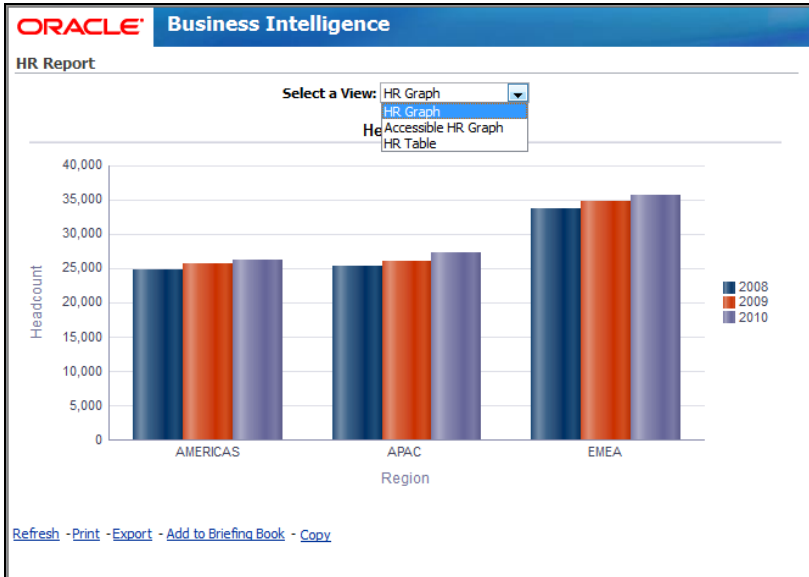 ORACLE Business Intelligence
HR Report
Select a View: HR Graph
HR Graph
Accessible HR Graph
HR Table
He
40,000
35,000
30,000
25,000
20,000
15,000
10,000
5,000
0
Headcount
AMERICAS APAC EMEA
Region
2008
2009
2010
Refresh - Print - Export - Add to Briefing Book - Copy